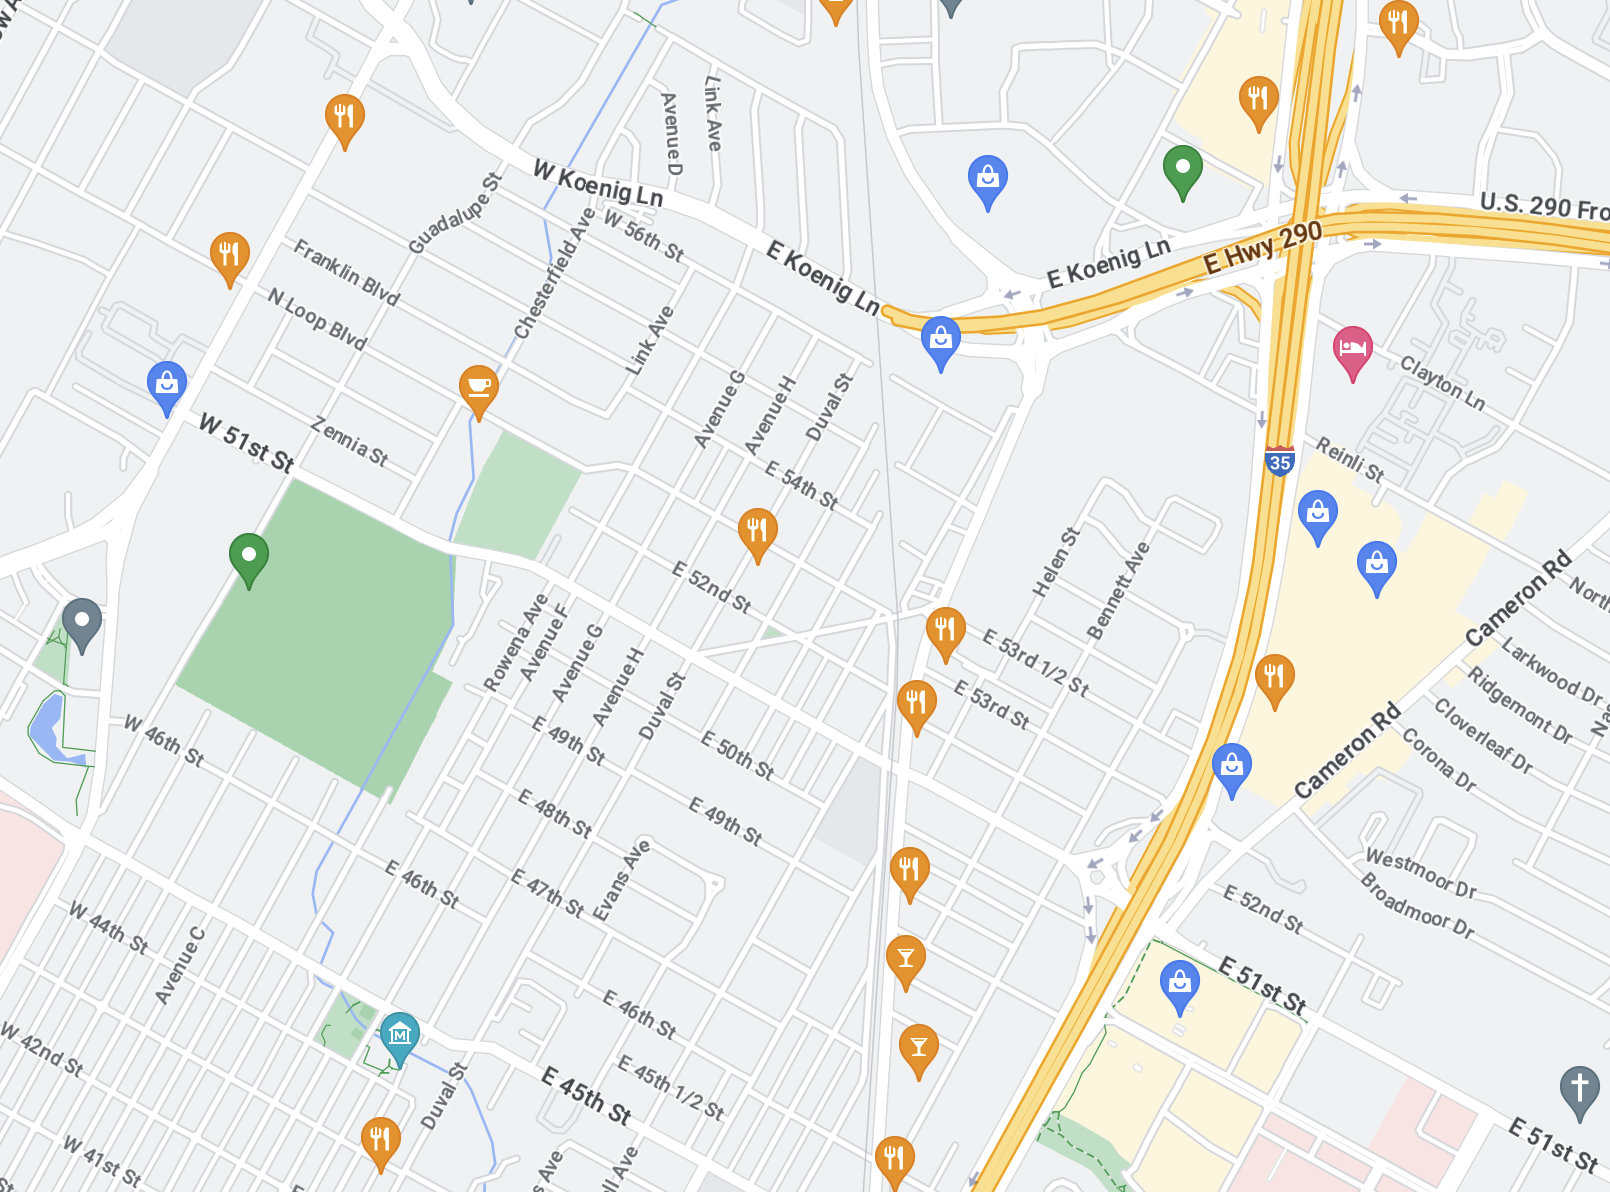 Link Ave
Avenue D
W Koenig Ln
Guadalupe St
W 56th St
Chesterfield Ave
U.S. 290 Fro
E Hwy 290
E Koenig Ln
E Koenig Ln
Franklin Blvd
N Loop Blvd
Link Ave
Clayton Ln
Avenue G
Avenue H
Duval St
W 51st St
Zennia St
Reinli St
35
E 54th St
Helen St
Bennett Ave
Cameron Rd
North
E 52nd St
Rowena Ave
Avenue F
Avenue G
Avenue H
Duval St
E 53rd 1/2 St
E 53rd St
Larkwood Dr
Ridgemont Dr
Cloverleaf Dr
Corona Dr
Cameron Rd
W 46th St
E 49th St
E 50th St
E 48th St
E 49th St
Westmoor Dr
Broadmoor Dr
Evans Ave
E 46th St
E 47th St
E 52nd St
W 44th St
Avenue C
E 51st St
E 46th St
W 42nd St
Duval St
E 45th St
E 45th 1/2 St
M
E 51st St
W 41st St
s Ave
ll Ave